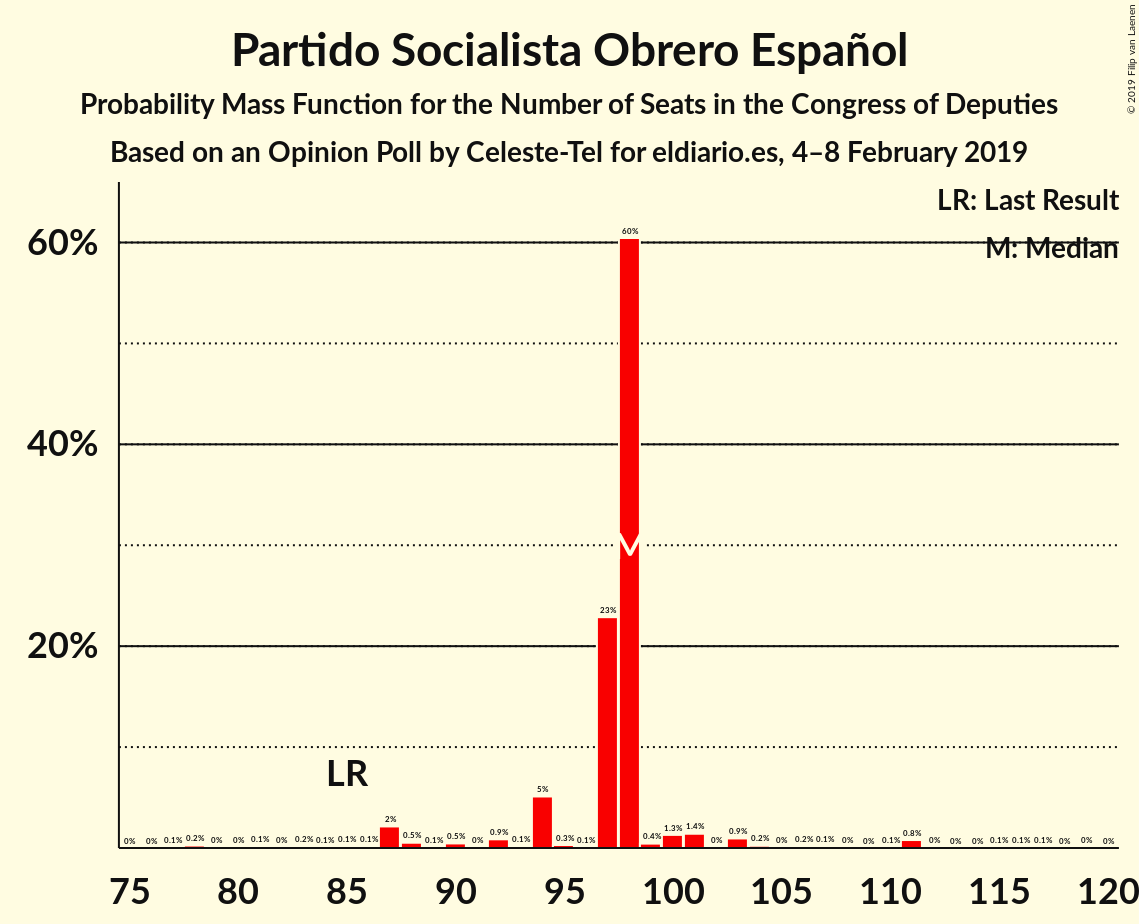 Partido Socialista Obrero Español
Probability Mass Function for the Number of Seats in the Congress of Deputies
Based on an Opinion Poll by Celeste-Tel for eldiario.es, 4–8 February 2019
© 2019 Filip van Laenen
LR: Last Result
M: Median
60%
40%
20%
LR
0% 0% 0.1% 0.2% 0% 0% 0.1% 0% 0.2% 0.1% 0.1% 0.1% 2% 0.5% 0.1% 0.5% 0% 0.9% 0.1% 5% 0.3% 0.1% 23% 60% 0.4% 1.3% 1.4% 0% 0.9% 0.2% 0% 0.2% 0.1% 0% 0% 0.1% 0.8% 0% 0% 0% 0.1% 0.1% 0.1% 0% 0% 0%
75 80 85 90 95 100 105 110 115 120